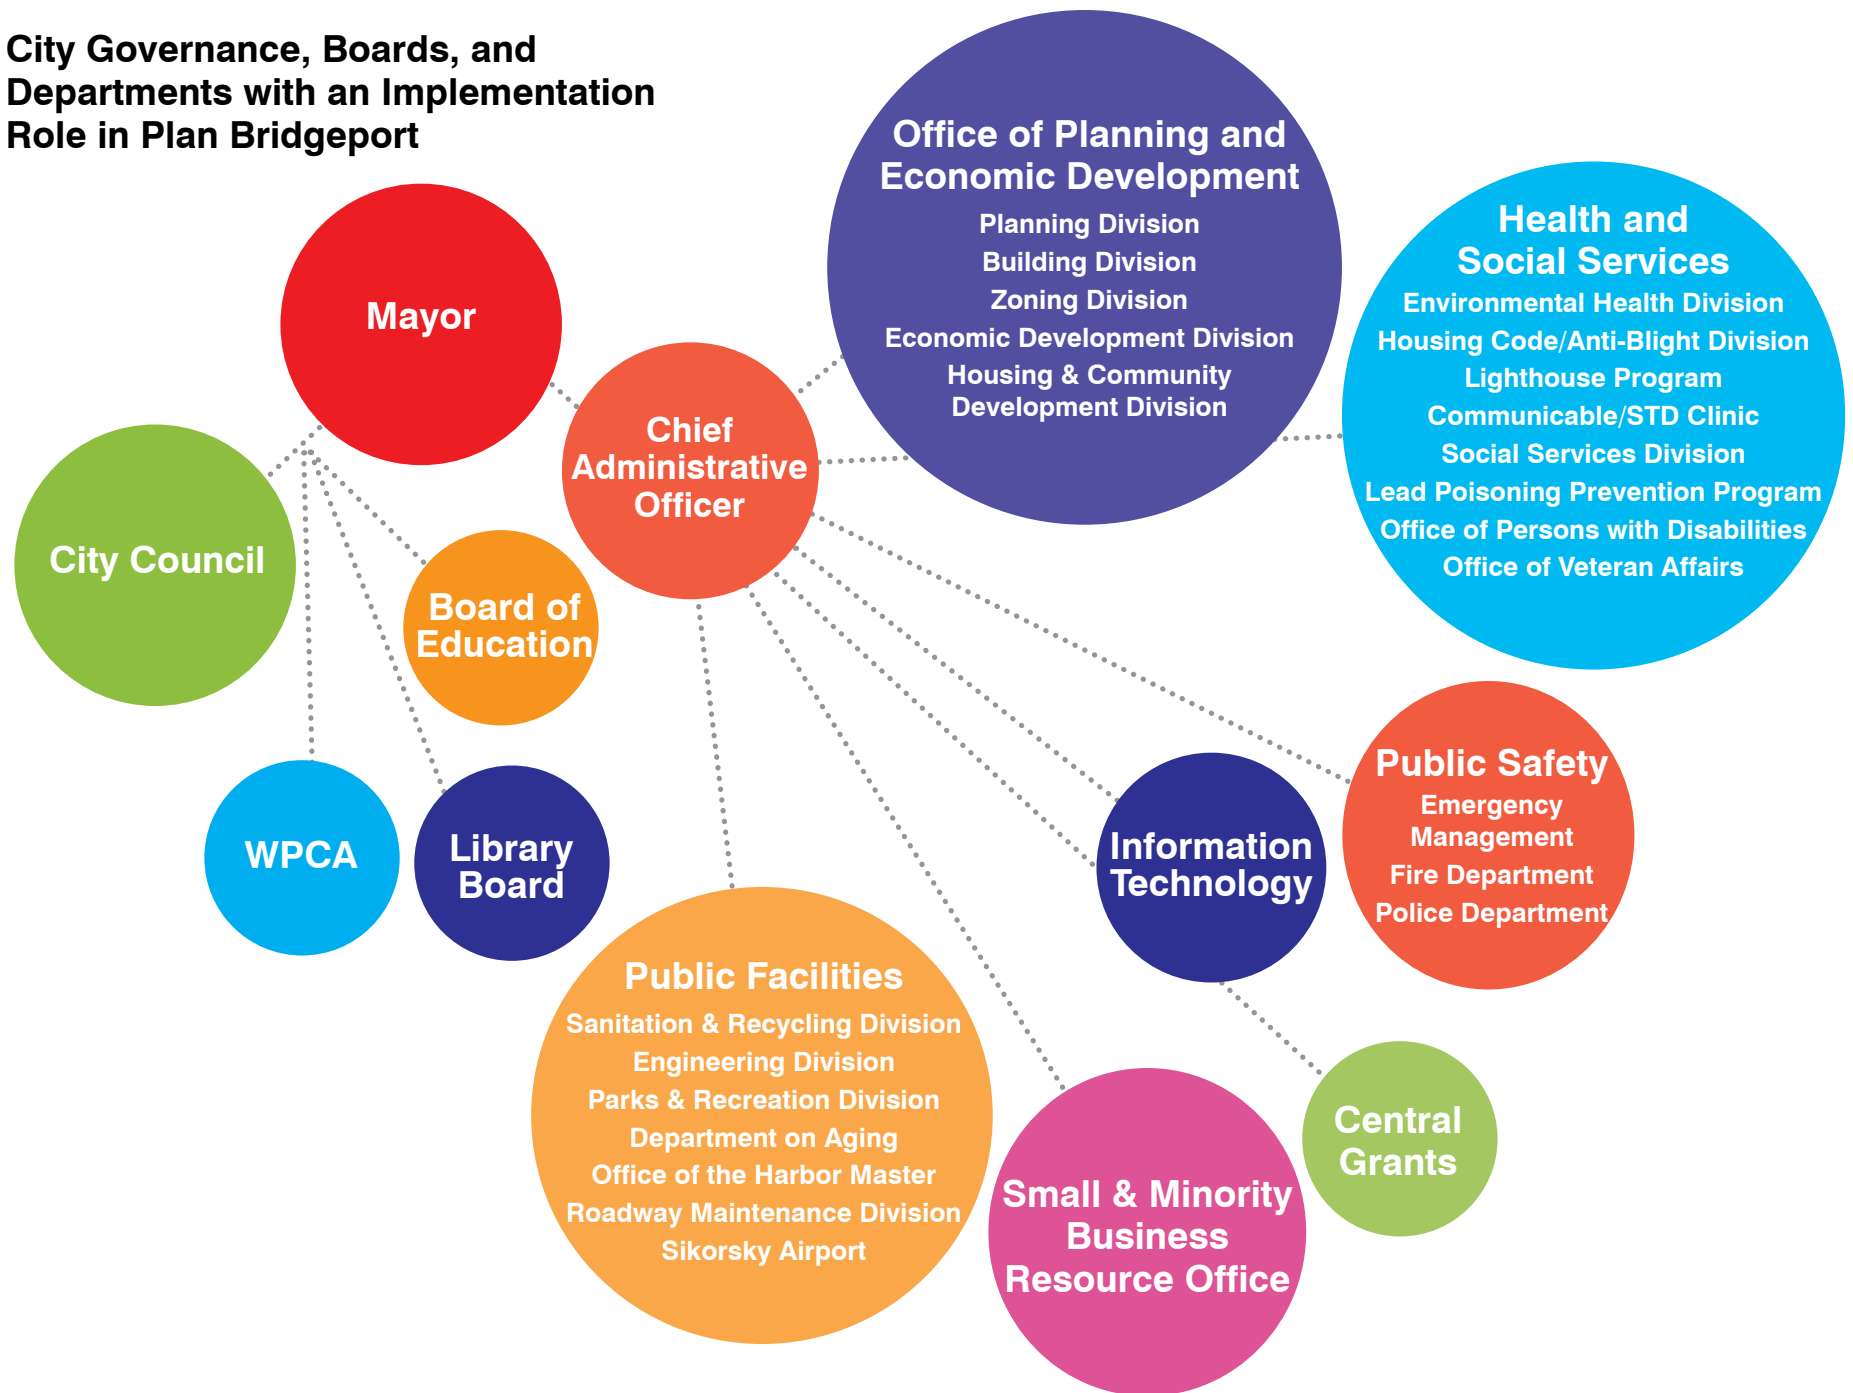 City Governance, Boards, and
Departments with an Implementation
Role in Plan Bridgeport
Mayor
City Council
Board of
Education
WPCA
Library
Board
Chief
Administrative
Officer
Office of Planning and
Economic Development
Planning Division
Building Division
Zoning Division
Economic Development Division
Housing & Community
Development Division
Health and
Social Services
Environmental Health Division
Housing Code/Anti-Blight Division
Lighthouse Program
Communicable/STD Clinic
Social Services Division
Lead Poisoning Prevention Program
Office of Persons with Disabilities
Office of Veteran Affairs
Public Safety
Emergency
Management
Fire Department
Police Department
Information
Technology
Public Facilities
Sanitation & Recycling Division
Engineering Division
Parks & Recreation Division
Department on Aging
Office of the Harbor Master
Roadway Maintenance Division
Sikorsky Airport
Small & Minority
Business
Resource Office
Central
Grants